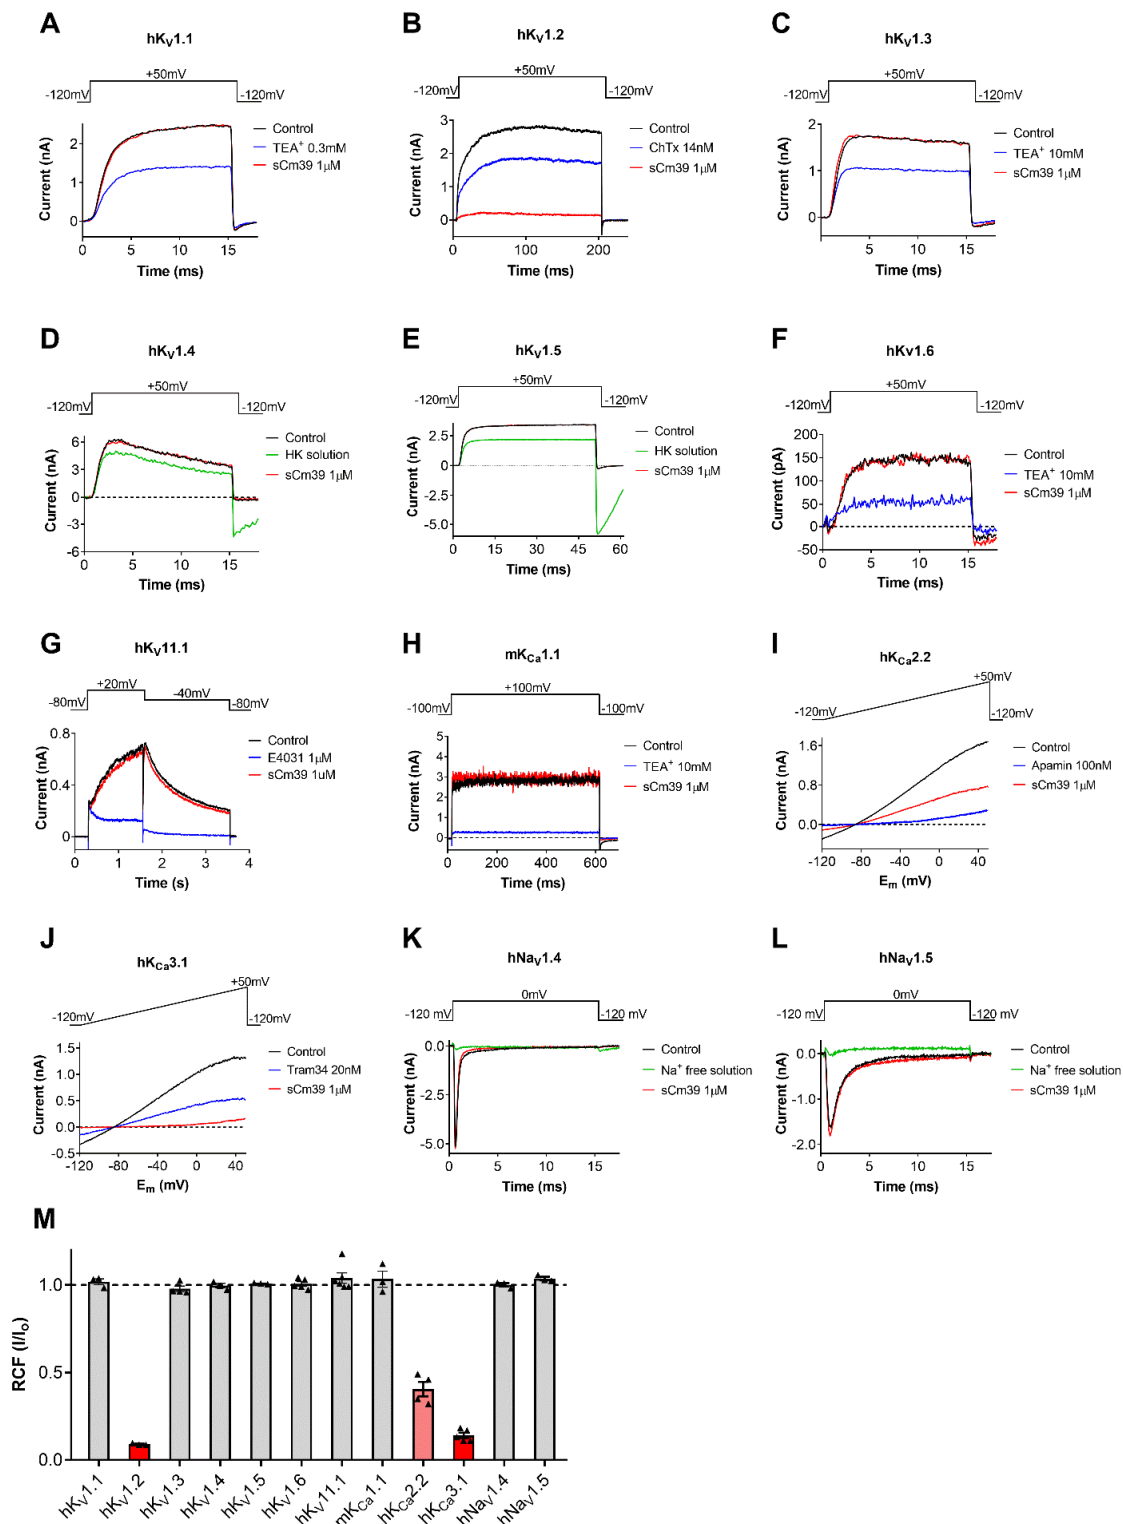 A
hKV1.1
+50mV
-120mV
-120mV
Current (nA)
2
1
0
0 5 10 15
Time (ms)
Control
TEA+ 0.3mM
sCm39 1μM
B
hKV1.2
+50mV
-120mV
-120mV
Current (nA)
3
2
1
0
0 100 200
Time (ms)
Control
ChTx 14nM
sCm39 1μM
C
hKV1.3
+50mV
-120mV
-120mV
Current (nA)
2
1
0
0 5 10 15
Time (ms)
Control
TEA+ 10mM
sCm39 1μM
D
hKV1.4
+50mV
-120mV
-120mV
Current (nA)
6
3
0
-3
-6
0 5 10 15
Time (ms)
Control
HK solution
sCm39 1μM
E
hKV1.5
+50mV
-120mV
-120mV
Current (nA)
2.5
0.0
-2.5
-5.0
0 15 30 45 60
Time (ms)
Control
HK solution
sCm39 1μM
F
hKv1.6
+50mV
-120mV
-120mV
Current (pA)
200
150
100
50
0
-50
0 5 10 15
Time (ms)
Control
TEA+ 10mM
sCm39 1μM
G
hKV11.1
+20mV
-40mV
-80mV
-80mV
Current (nA)
0.8
0.4
0
0 1 2 3 4
Time (s)
Control
E4031 1μM
sCm39 1uM
H
mKCa1.1
+100mV
-100mV
-100mV
Current (nA)
5
4
3
2
1
0
0 200 400 600
Time (ms)
Control
TEA+ 10mM
sCm39 1μM
I
hKCa2.2
+50mV
-120mV
-120mV
Current (nA)
1.6
0.8
0.0
-120 -80 -40 0 40
Em (mV)
Control
Apamin 100nM
sCm39 1μM
J
hKCa3.1
+50mV
-120mV
-120mV
Current (nA)
1.5
1.0
0.5
0.0
-0.5
-120 -80 -40 0 40
Em (mV)
Control
Tram34 20nM
sCm39 1μM
K
hNaV1.4
0mV
-120 mV
-120 mV
Current (nA)
0.0
-2.5
-5.0
0 5 10 15
Time (ms)
Control
Na+ free solution
sCm39 1μM
L
hNaV1.5
0mV
-120 mV
-120 mV
Current (nA)
0.0
-1.0
-2.0
0 5 10 15
Time (ms)
Control
Na+ free solution
sCm39 1μM
M
RCF (I/Io)
1.0
0.5
0.0
hKV1.1
hKV1.2
hKV1.3
hKV1.4
hKV1.5
hKV1.6
hKV11.1
mKCa1.1
hKCa2.2
hKCa3.1
hNaV1.4
hNaV1.5